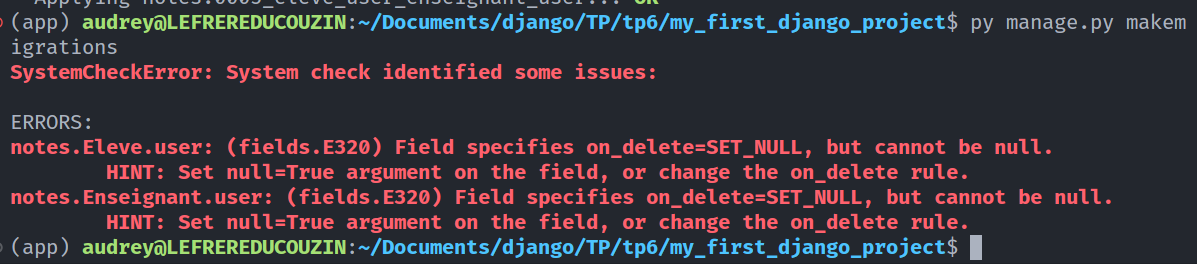 Applying notes.0005_eleve_user_enseignant_user... OK
(app) audrey@LEFREREDUCOUZIN:~/Documents/django/TP/tp6/my_first_django_project$ py manage.py makem
igrations
SystemCheckError: System check identified some issues:
ERRORS:
notes.Eleve.user: (fields.E320) Field specifies on_delete=SET_NULL, but cannot be null.
HINT: Set null=True argument on the field, or change the on_delete rule.
notes.Enseignant.user: (fields.E320) Field specifies on_delete=SET_NULL, but cannot be null.
HINT: Set null=True argument on the field, or change the on_delete rule.
(app) audrey@LEFREREDUCOUZIN:~/Documents/django/TP/tp6/my_first_django_project$